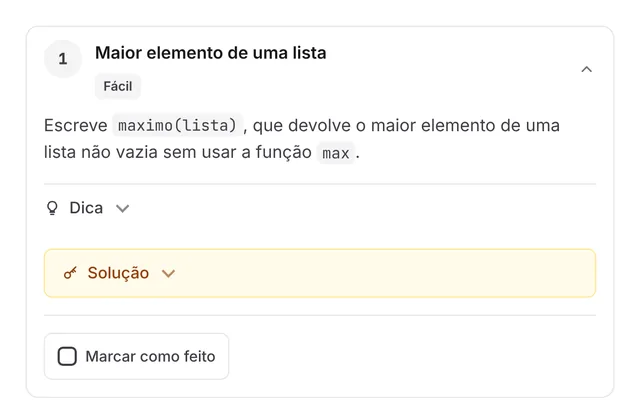 1
Maior elemento de uma lista
Fácil
Escreve maximo(lista), que devolve o maior elemento de uma
lista não vazia sem usar a função max.
Dica
Solução
Marcar como feito